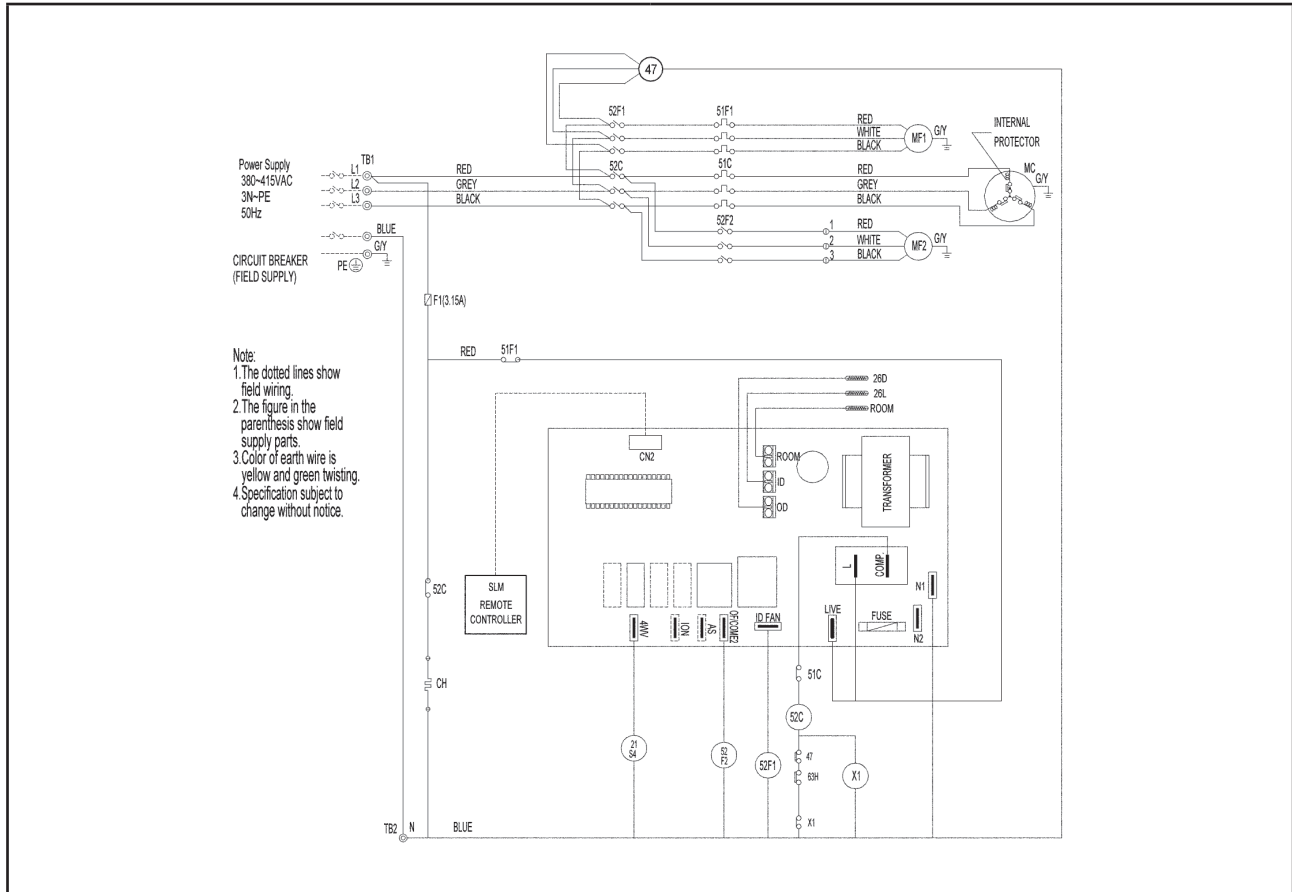 47
52F1
51F1
RED
WHITE
BLACK
MF1
G/Y
INTERNAL
PROTECTOR
MC
G/Y
Power Supply
380~415VAC
3N~PE
50Hz
TB1
L1
L2
L3
RED
GREY
BLACK
52C
51C
RED
GREY
BLACK
52F2
1
2
3
RED
WHITE
BLACK
MF2
G/Y
BLUE
G/Y
PE
CIRCUIT BREAKER
(FIELD SUPPLY)
F1(3.15A)
RED
51F1
Note:
1.The dotted lines show
field wiring.
2.The figure in the
parenthesis show field
supply parts.
3.Color of earth wire is
yellow and green twisting.
4.Specification subject to
change without notice.
26D
26L
ROOM
CN2
ROOM
ID
OD
TRANSFORMER
L
COMP.
N1
52C
SLM
REMOTE
CONTROLLER
4WV
ION
AS
OF/COME2
ID FAN
LIVE
FUSE
N2
CH
51C
52C
21
S4
52
F2
52F1
47
63H
X1
X1
TB2
N
BLUE